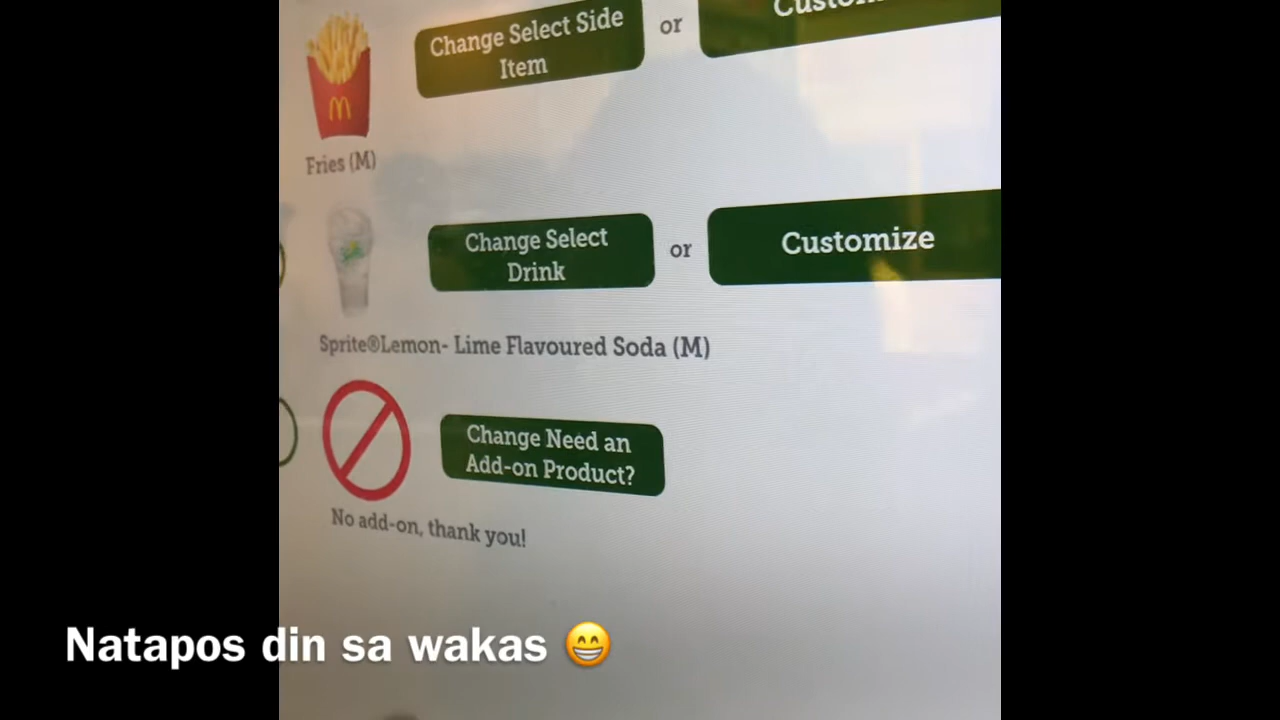 Change Select Side
Item
or
Fries (M)
Change Select
Drink
or
Customize
Sprite®Lemon- Lime Flavoured Soda (M)
Change Need an
Add-on Product?
No add-on, thank you!
Natapos din sa wakas 😁